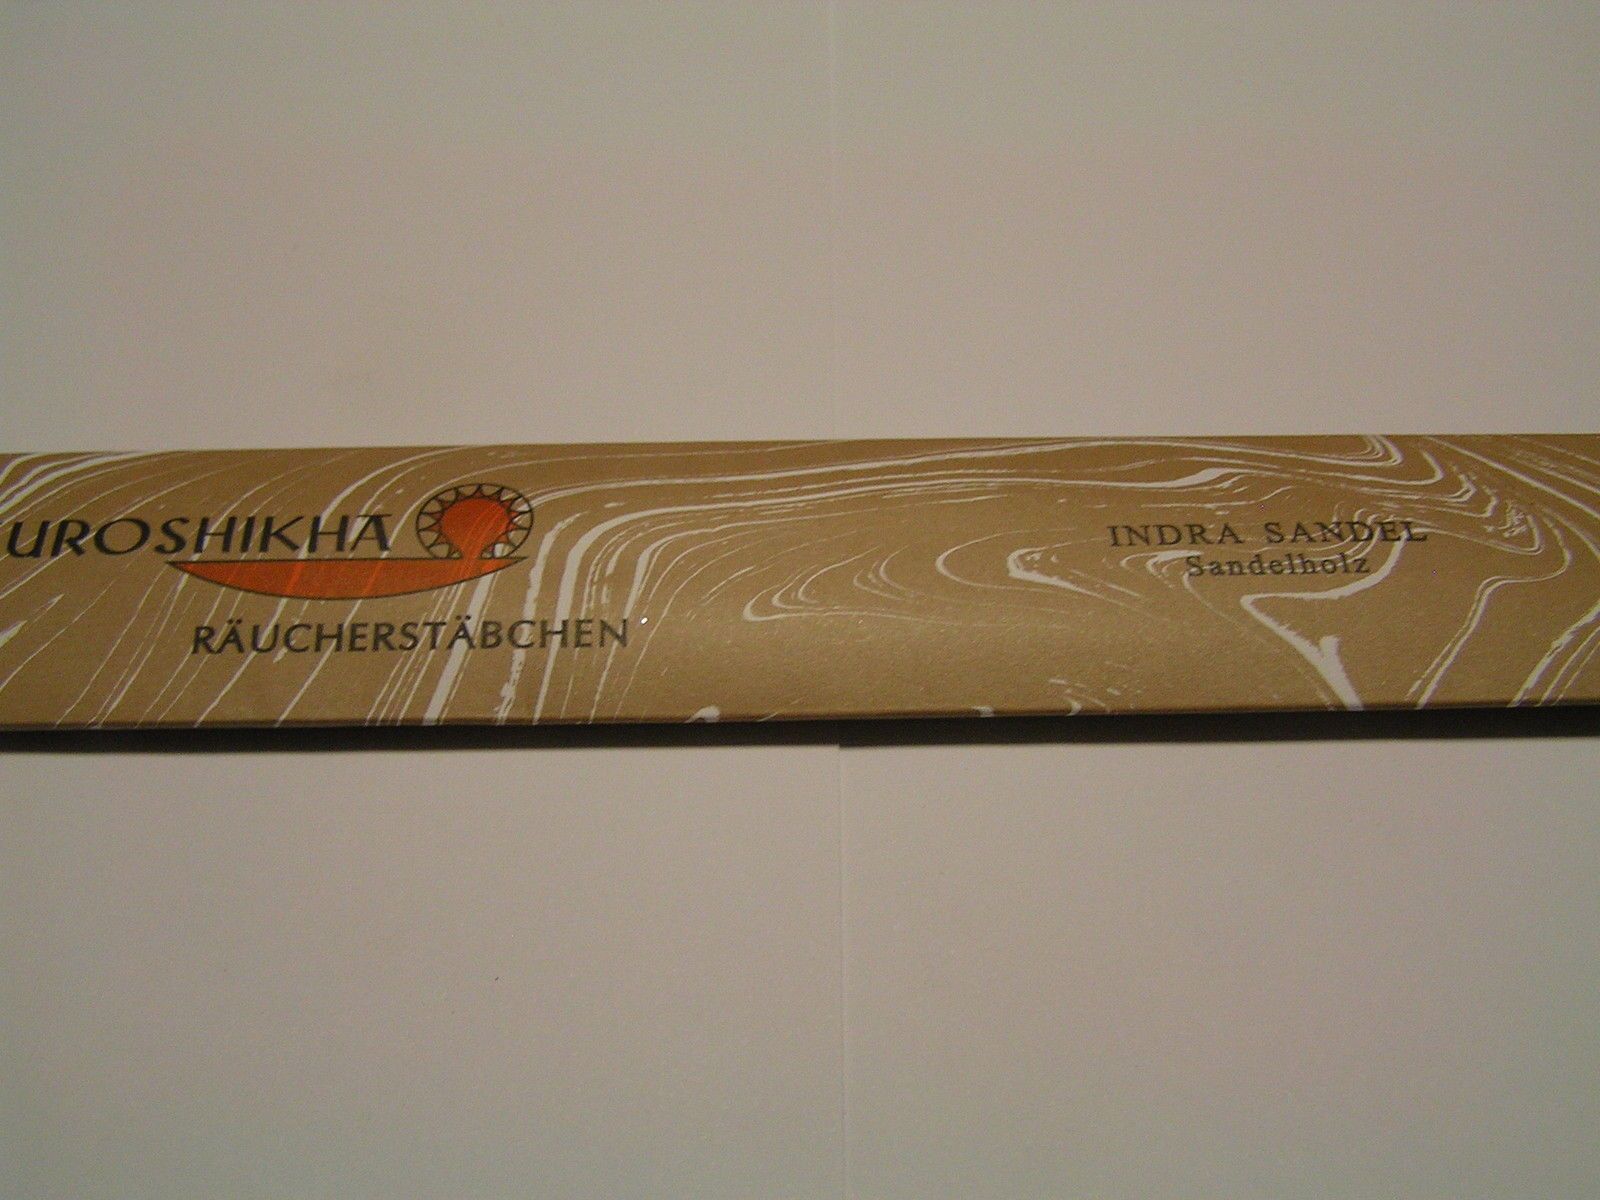 UROSHIKHA
RÄUCHERSTÄBCHEN
INDRA SANDEL
Sandelholz